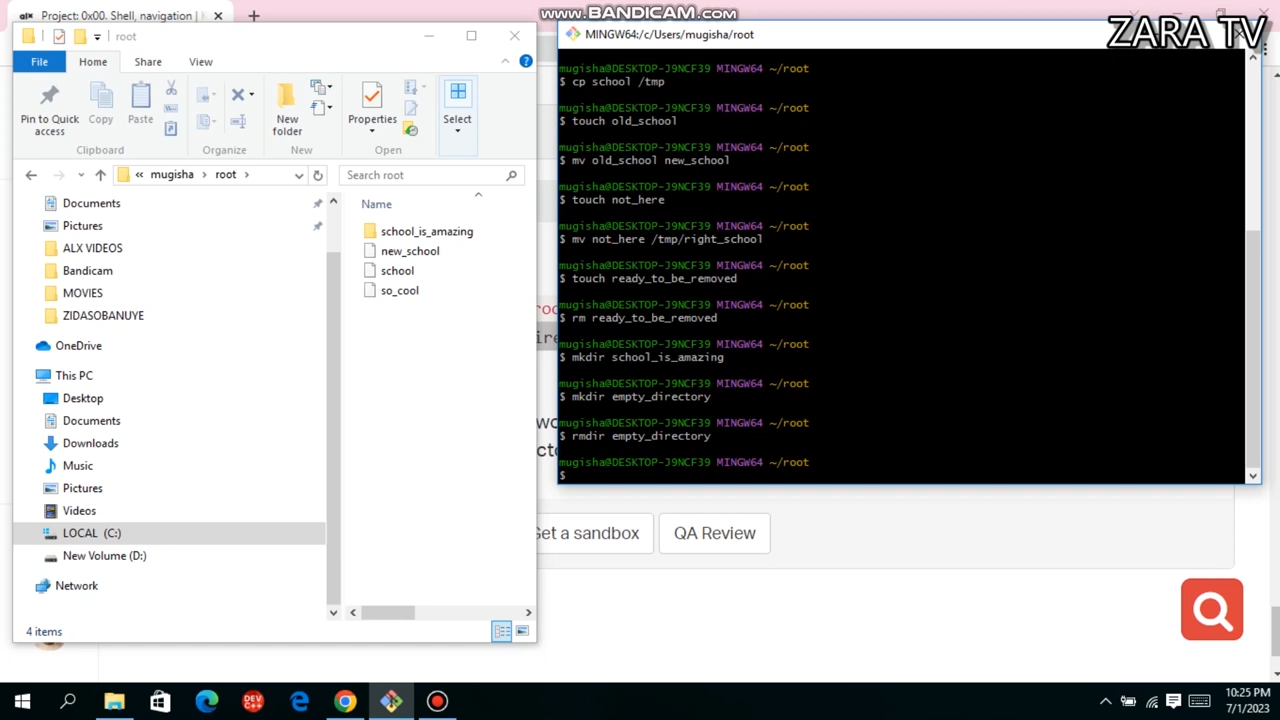 Project: 0x00. Shell, navigation |
www.BANDICAM.com
ZARA TV
root
File
Home
Share
View
Pin to Quick access
Copy
Paste
New folder
Properties
Select
Clipboard
Organize
New
Open
« mugisha > root >
Search root
Documents
Pictures
ALX VIDEOS
Bandicam
MOVIES
ZIDASOBANUYE
OneDrive
This PC
Desktop
Documents
Downloads
Music
Pictures
Videos
LOCAL (C:)
New Volume (D:)
Network
Name
school_is_amazing
new_school
school
so_cool
4 items
MINGW64:/c/Users/mugisha/root
mugisha@DESKTOP-J9NCF39 MINGW64 ~/root
$ cp school /tmp
mugisha@DESKTOP-J9NCF39 MINGW64 ~/root
$ touch old_school
mugisha@DESKTOP-J9NCF39 MINGW64 ~/root
$ mv old_school new_school
mugisha@DESKTOP-J9NCF39 MINGW64 ~/root
$ touch not_here
mugisha@DESKTOP-J9NCF39 MINGW64 ~/root
$ mv not_here /tmp/right_school
mugisha@DESKTOP-J9NCF39 MINGW64 ~/root
$ touch ready_to_be_removed
mugisha@DESKTOP-J9NCF39 MINGW64 ~/root
$ rm ready_to_be_removed
mugisha@DESKTOP-J9NCF39 MINGW64 ~/root
$ mkdir school_is_amazing
mugisha@DESKTOP-J9NCF39 MINGW64 ~/root
$ mkdir empty_directory
mugisha@DESKTOP-J9NCF39 MINGW64 ~/root
$ rmdir empty_directory
mugisha@DESKTOP-J9NCF39 MINGW64 ~/root
$
Get a sandbox
QA Review
10:25 PM
7/1/2023